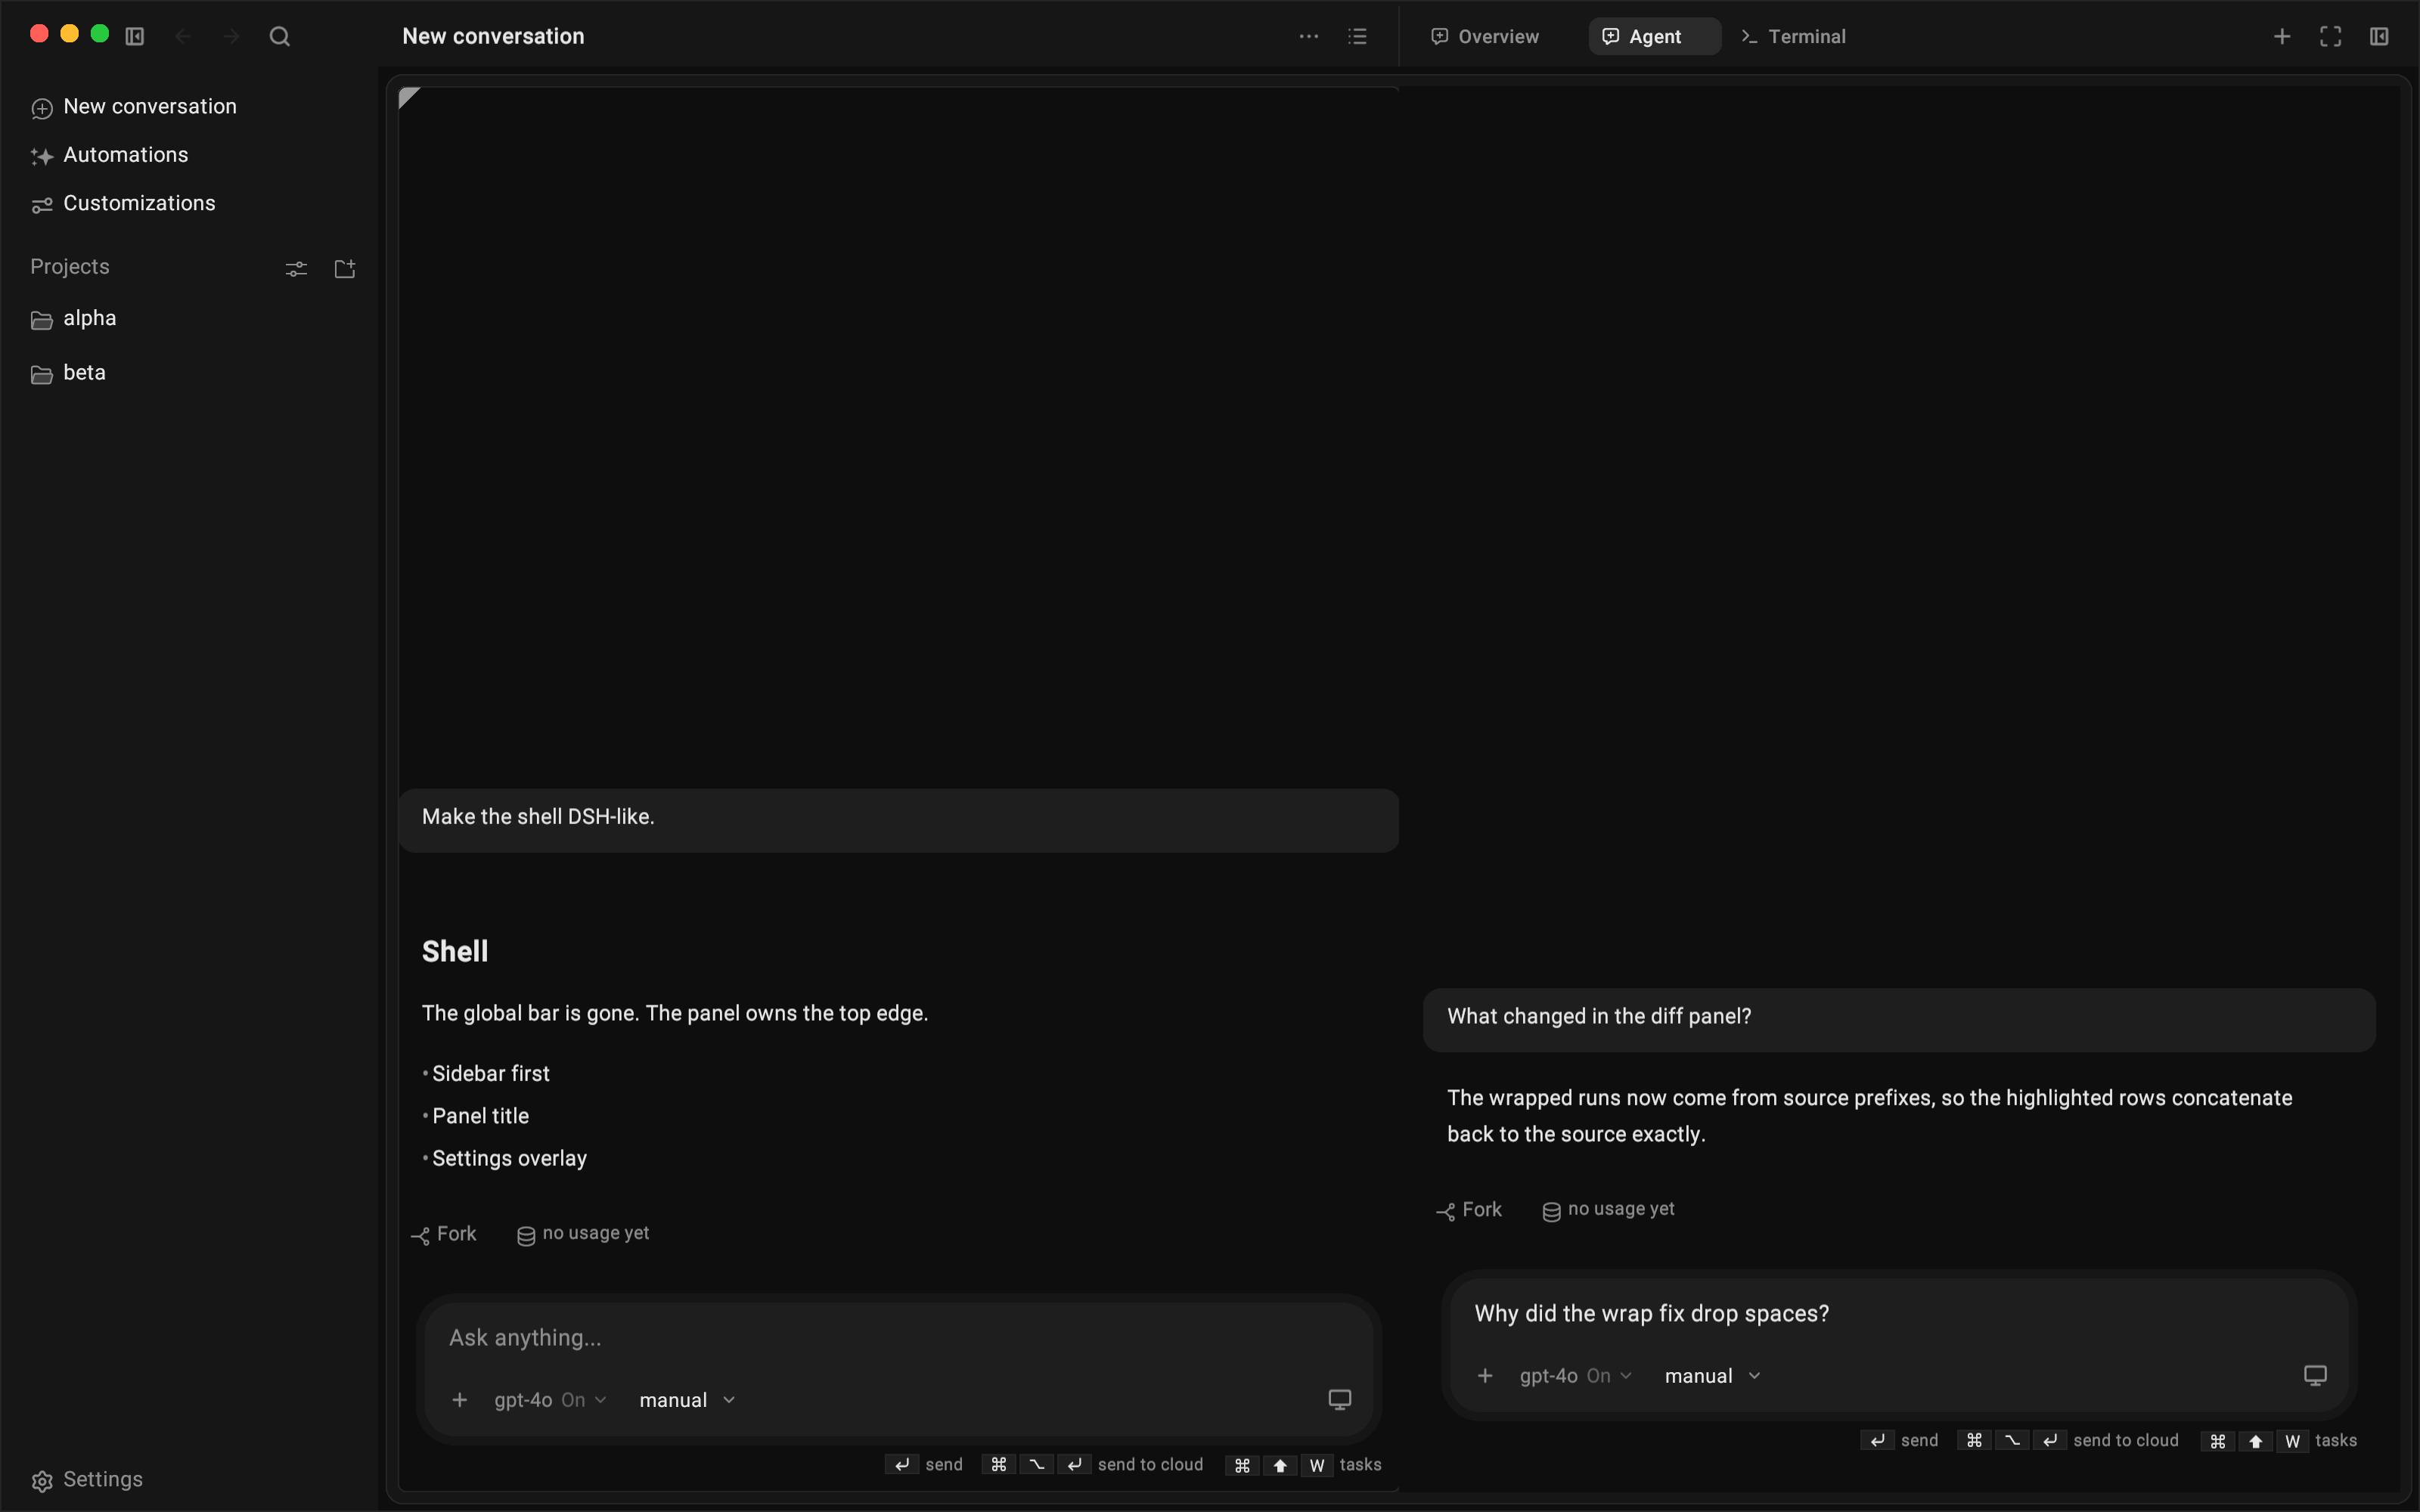 New conversation
Overview
Agent
Terminal
New conversation
Automations
Customizations
Projects
alpha
beta
Settings
Make the shell DSH-like.
Shell
The global bar is gone. The panel owns the top edge.
• Sidebar first
• Panel title
• Settings overlay
Fork no usage yet
Ask anything...
+ gpt-4o On manual
↵ send ⌘ ⌥ ↵ send to cloud ⌘ ⬆ W tasks
What changed in the diff panel?
The wrapped runs now come from source prefixes, so the highlighted rows concatenate
back to the source exactly.
Fork no usage yet
Why did the wrap fix drop spaces?
+ gpt-4o On manual
↵ send ⌘ ⌥ ↵ send to cloud ⌘ ⬆ W tasks